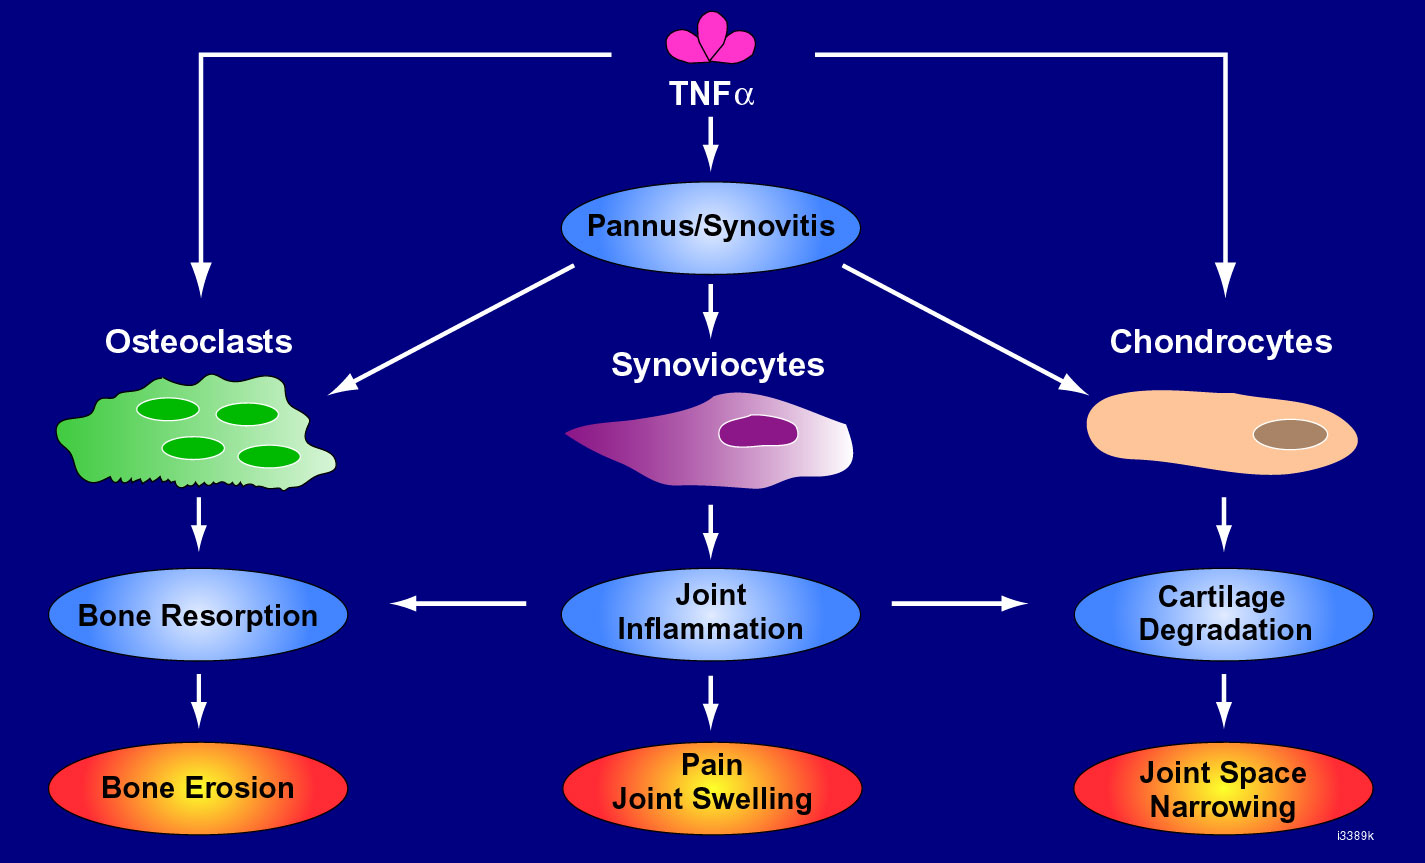 TNFα
Pannus/Synovitis
Osteoclasts
Synoviocytes
Chondrocytes
Bone Resorption
Joint
Inflammation
Cartilage
Degradation
Bone Erosion
Pain
Joint Swelling
Joint Space
Narrowing
i3389k